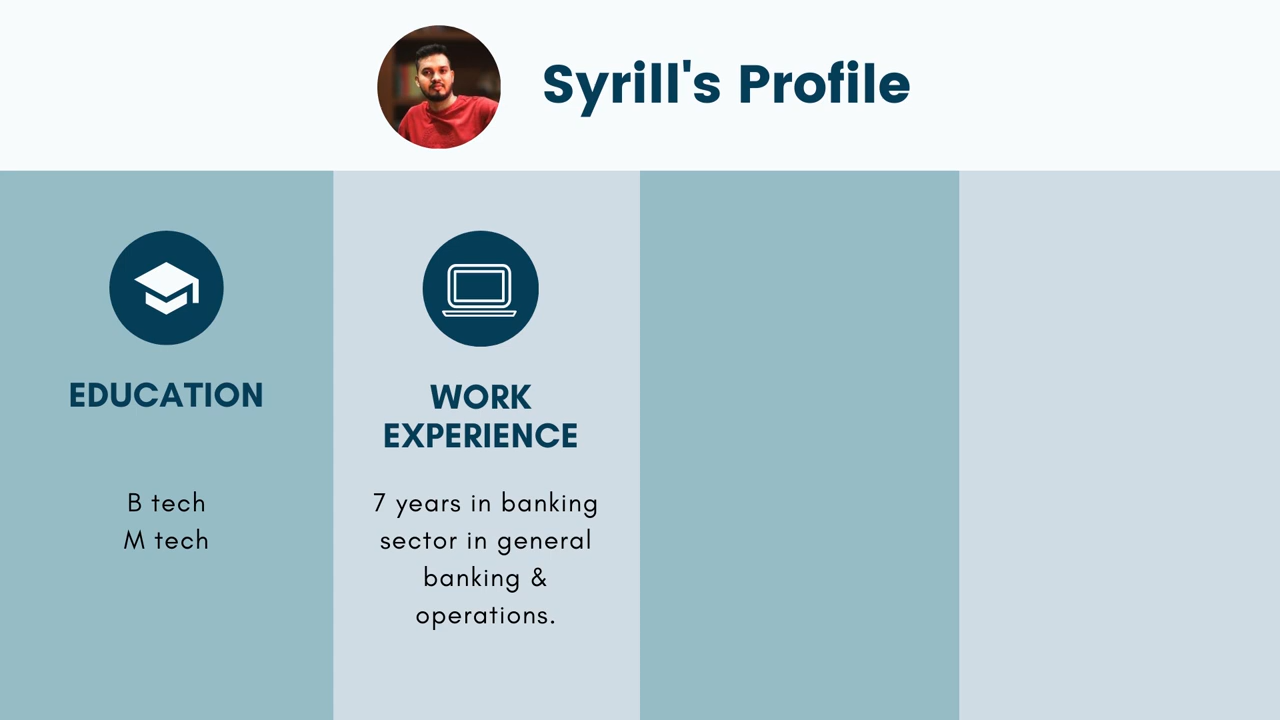 Syrill's Profile
EDUCATION
B tech
M tech
WORK
EXPERIENCE
7 years in banking
sector in general
banking &
operations.